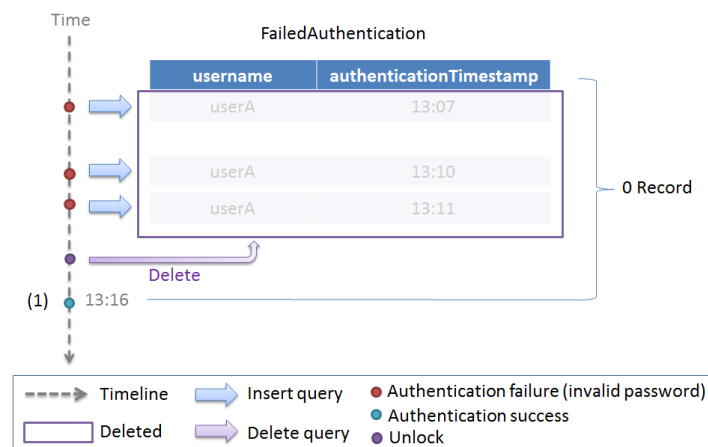 Time
FailedAuthentication
username authenticationTimestamp
userA 13:07
userA 13:10
userA 13:11
0 Record
Delete
(1) 13:16
Timeline Insert query Authentication failure (invalid password)
Authentication success
Deleted Delete query Unlock